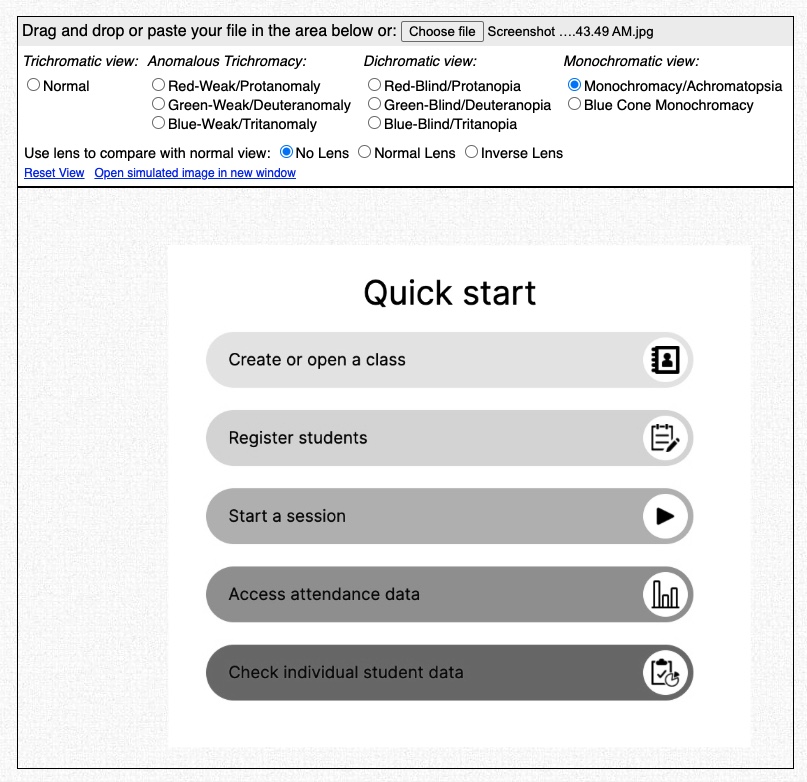 Drag and drop or paste your file in the area below or: Choose file Screenshot ….43.49 AM.jpg
Trichromatic view: Anomalous Trichromacy: Dichromatic view: Monochromatic view:
Normal Red-Weak/Protanomaly Red-Blind/Protanopia Monochromacy/Achromatopsia
Green-Weak/Deuteranomaly Green-Blind/Deuteranopia Blue Cone Monochromacy
Blue-Weak/Tritanomaly Blue-Blind/Tritanopia
Use lens to compare with normal view: No Lens Normal Lens Inverse Lens
Reset View Open simulated image in new window
Quick start
Create or open a class
Register students
Start a session
Access attendance data
Check individual student data